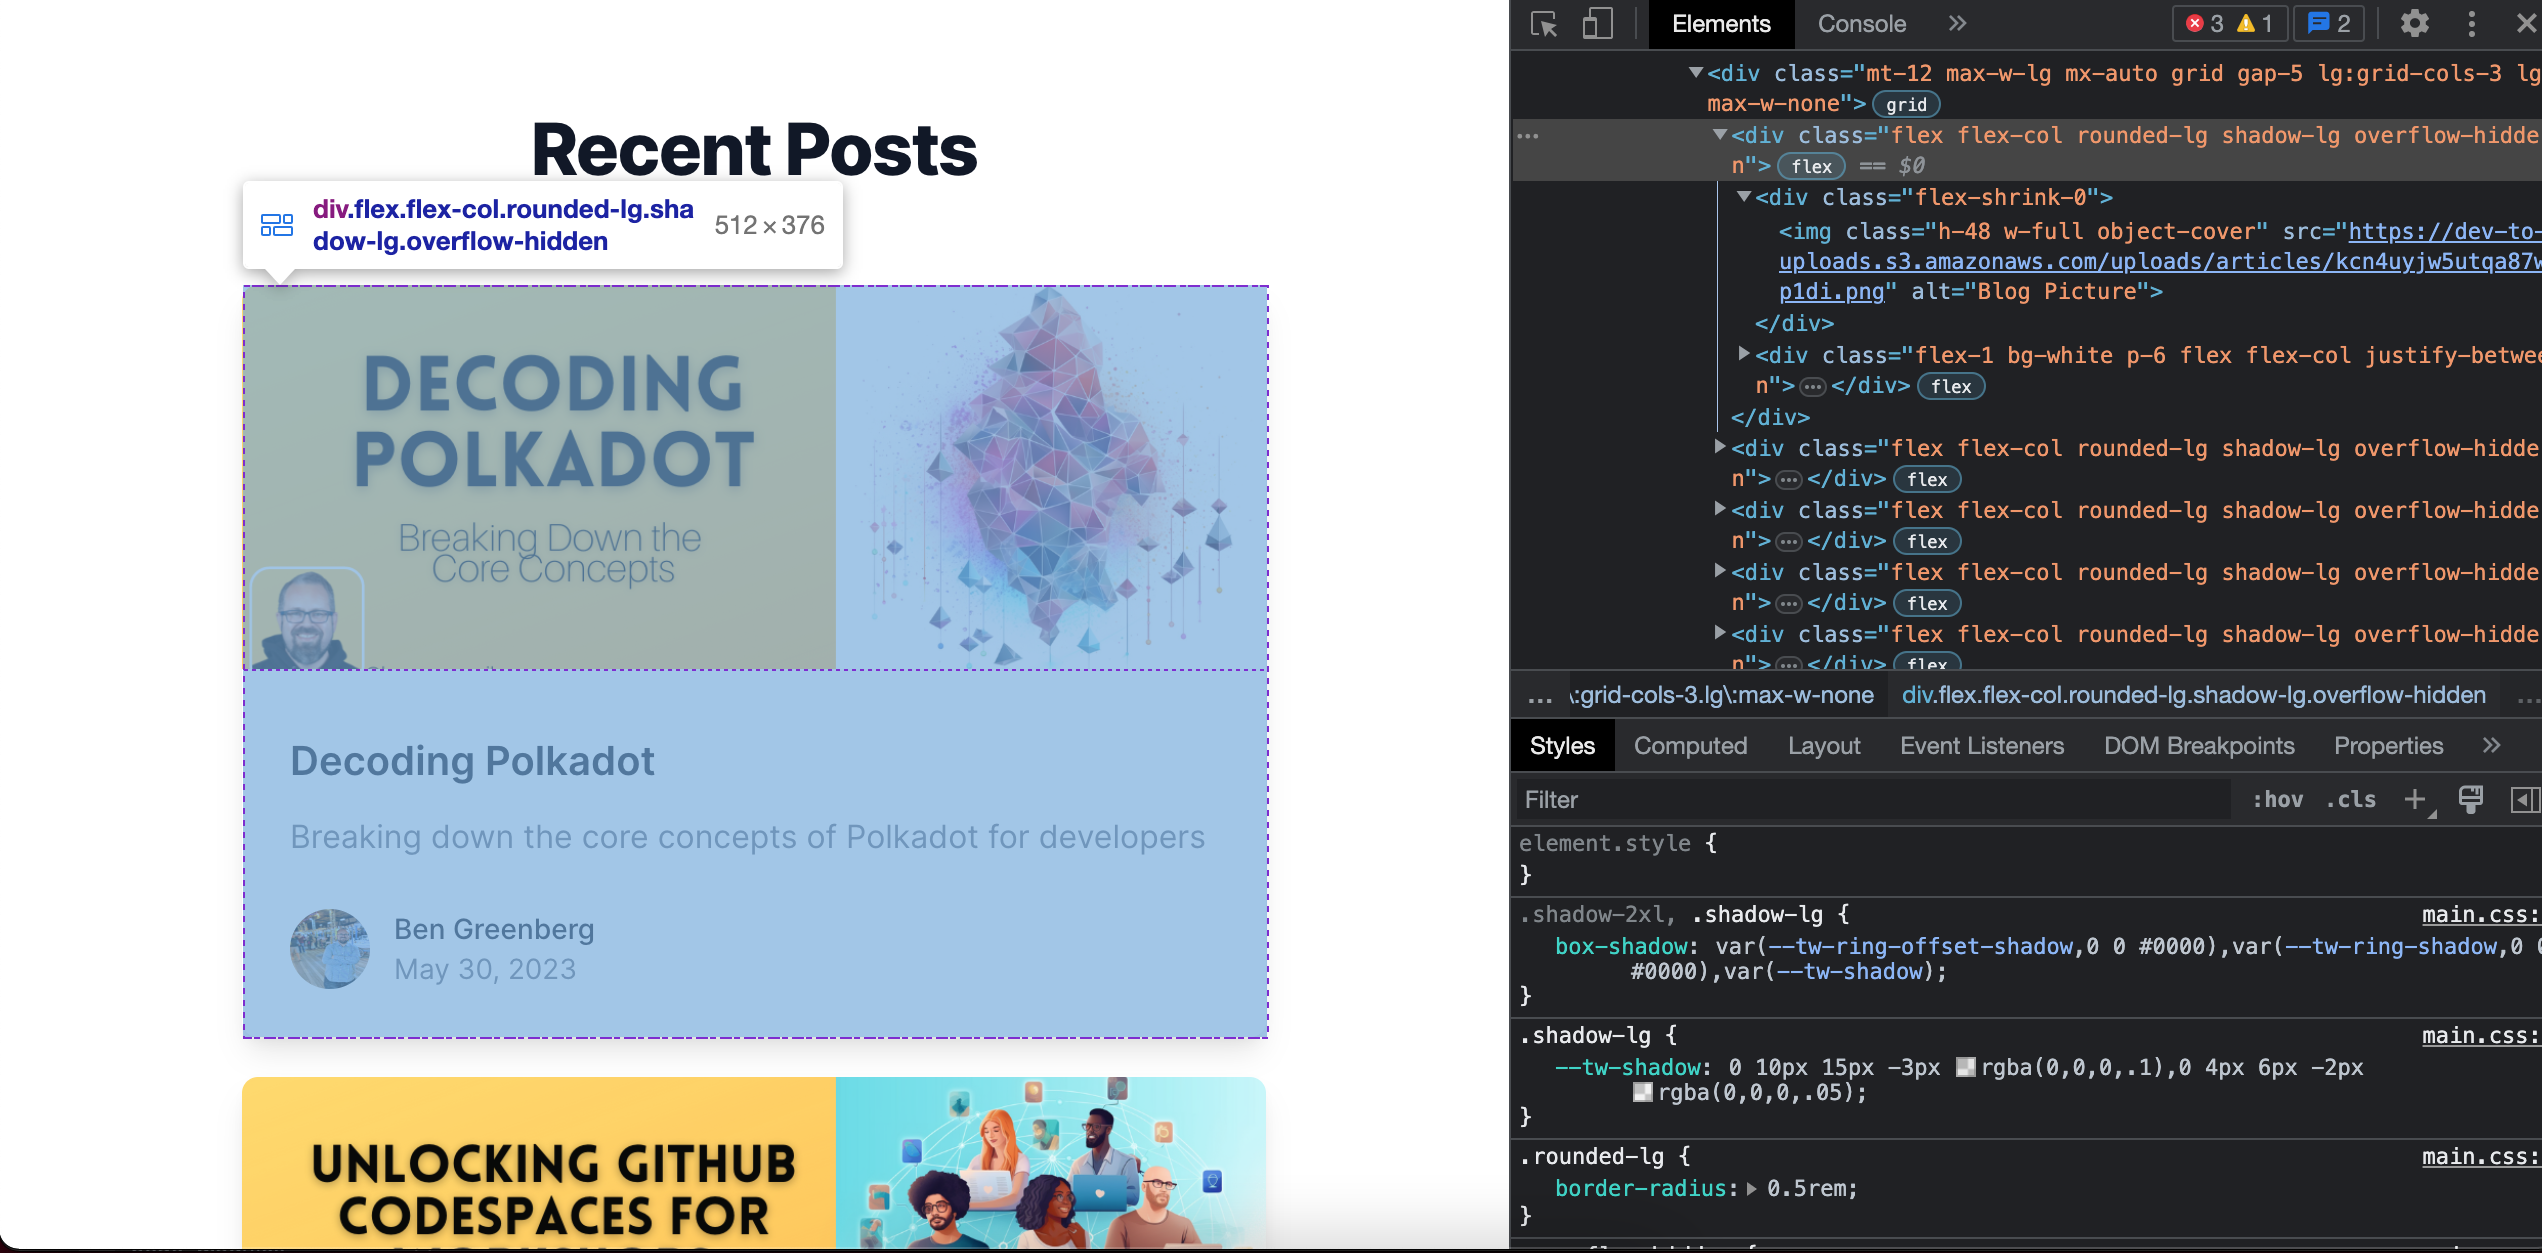 Recent Posts
div.flex.flex-col.rounded-lg.sha
dow-lg.overflow-hidden
512 × 376
DECODING
POLKADOT
Breaking Down the
Core Concepts
Decoding Polkadot
Breaking down the core concepts of Polkadot for developers
Ben Greenberg
May 30, 2023
UNLOCKING GITHUB
CODESPACES FOR
Elements Console 3 1 2
<div class="mt-12 max-w-lg mx-auto grid gap-5 lg:grid-cols-3 lg
max-w-none"> grid
<div class="flex flex-col rounded-lg shadow-lg overflow-hidde
n"> flex == $0
<div class="flex-shrink-0">
<img class="h-48 w-full object-cover" src="https://dev-to-
uploads.s3.amazonaws.com/uploads/articles/kcn4uyjw5utqa87w
p1di.png" alt="Blog Picture">
</div>
<div class="flex-1 bg-white p-6 flex flex-col justify-betwee
n"> ••• </div> flex
</div>
<div class="flex flex-col rounded-lg shadow-lg overflow-hidde
n"> ••• </div> flex
<div class="flex flex-col rounded-lg shadow-lg overflow-hidde
n"> ••• </div> flex
<div class="flex flex-col rounded-lg shadow-lg overflow-hidde
n"> ••• </div> flex
<div class="flex flex-col rounded-lg shadow-lg overflow-hidde
n"> ••• </div> flex
... \:grid-cols-3.lg\:max-w-none div.flex.flex-col.rounded-lg.shadow-lg.overflow-hidden ...
Styles Computed Layout Event Listeners DOM Breakpoints Properties
Filter :hov .cls
element.style {
}
.shadow-2xl, .shadow-lg { main.css:
box-shadow: var(--tw-ring-offset-shadow,0 0 #0000),var(--tw-ring-shadow,0 0
#0000),var(--tw-shadow);
}
.shadow-lg { main.css:
--tw-shadow: 0 10px 15px -3px rgba(0,0,0,.1),0 4px 6px -2px
rgba(0,0,0,.05);
}
.rounded-lg { main.css:
border-radius: 0.5rem;
}